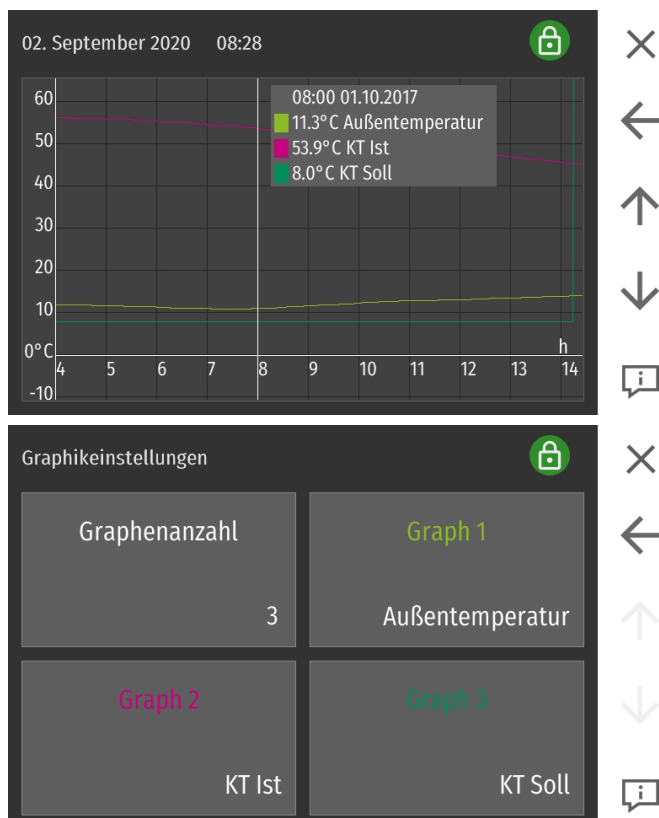 02. September 2020 08:28
08:00 01.10.2017
11.3°C Außentemperatur
53.9°C KT Ist
8.0°C KT Soll
60
50
40
30
20
10
0°C
-10
h
4 5 6 7 8 9 10 11 12 13 14
Graphikeinstellungen
Graphenanzahl
3
Graph 1
Außentemperatur
Graph 2
KT Ist
Graph 3
KT Soll